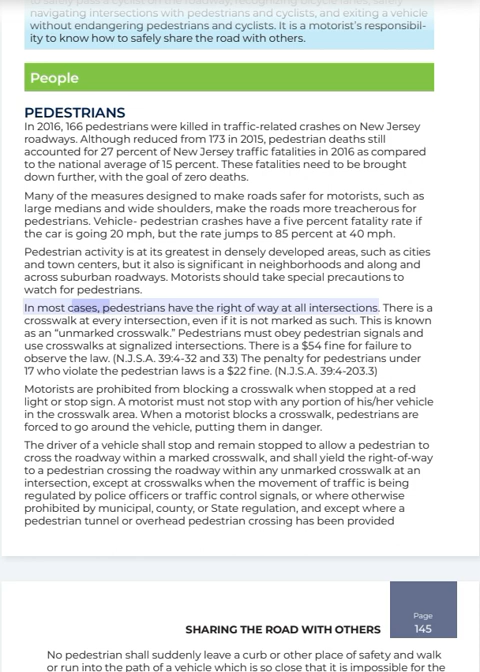 to safely pass a cyclist on the roadway, recognizing bicycle lanes, safely
navigating intersections with pedestrians and cyclists, and exiting a vehicle
without endangering pedestrians and cyclists. It is a motorist's responsibil-
ity to know how to safely share the road with others.
People
PEDESTRIANS
In 2016, 166 pedestrians were killed in traffic-related crashes on New Jersey
roadways. Although reduced from 173 in 2015, pedestrian deaths still
accounted for 27 percent of New Jersey traffic fatalities in 2016 as compared
to the national average of 15 percent. These fatalities need to be brought
down further, with the goal of zero deaths.
Many of the measures designed to make roads safer for motorists, such as
large medians and wide shoulders, make the roads more treacherous for
pedestrians. Vehicle- pedestrian crashes have a five percent fatality rate if
the car is going 20 mph, but the rate jumps to 85 percent at 40 mph.
Pedestrian activity is at its greatest in densely developed areas, such as cities
and town centers, but it also is significant in neighborhoods and along and
across suburban roadways. Motorists should take special precautions to
watch for pedestrians.
In most cases, pedestrians have the right of way at all intersections. There is a
crosswalk at every intersection, even if it is not marked as such. This is known
as an “unmarked crosswalk.” Pedestrians must obey pedestrian signals and
use crosswalks at signalized intersections. There is a $54 fine for failure to
observe the law. (N.J.S.A. 39:4-32 and 33) The penalty for pedestrians under
17 who violate the pedestrian laws is a $22 fine. (N.J.S.A. 39:4-203.3)
Motorists are prohibited from blocking a crosswalk when stopped at a red
light or stop sign. A motorist must not stop with any portion of his/her vehicle
in the crosswalk area. When a motorist blocks a crosswalk, pedestrians are
forced to go around the vehicle, putting them in danger.
The driver of a vehicle shall stop and remain stopped to allow a pedestrian to
cross the roadway within a marked crosswalk, and shall yield the right-of-way
to a pedestrian crossing the roadway within any unmarked crosswalk at an
intersection, except at crosswalks when the movement of traffic is being
regulated by police officers or traffic control signals, or where otherwise
prohibited by municipal, county, or State regulation, and except where a
pedestrian tunnel or overhead pedestrian crossing has been provided
Page
SHARING THE ROAD WITH OTHERS 145
No pedestrian shall suddenly leave a curb or other place of safety and walk
or run into the path of a vehicle which is so close that it is impossible for the